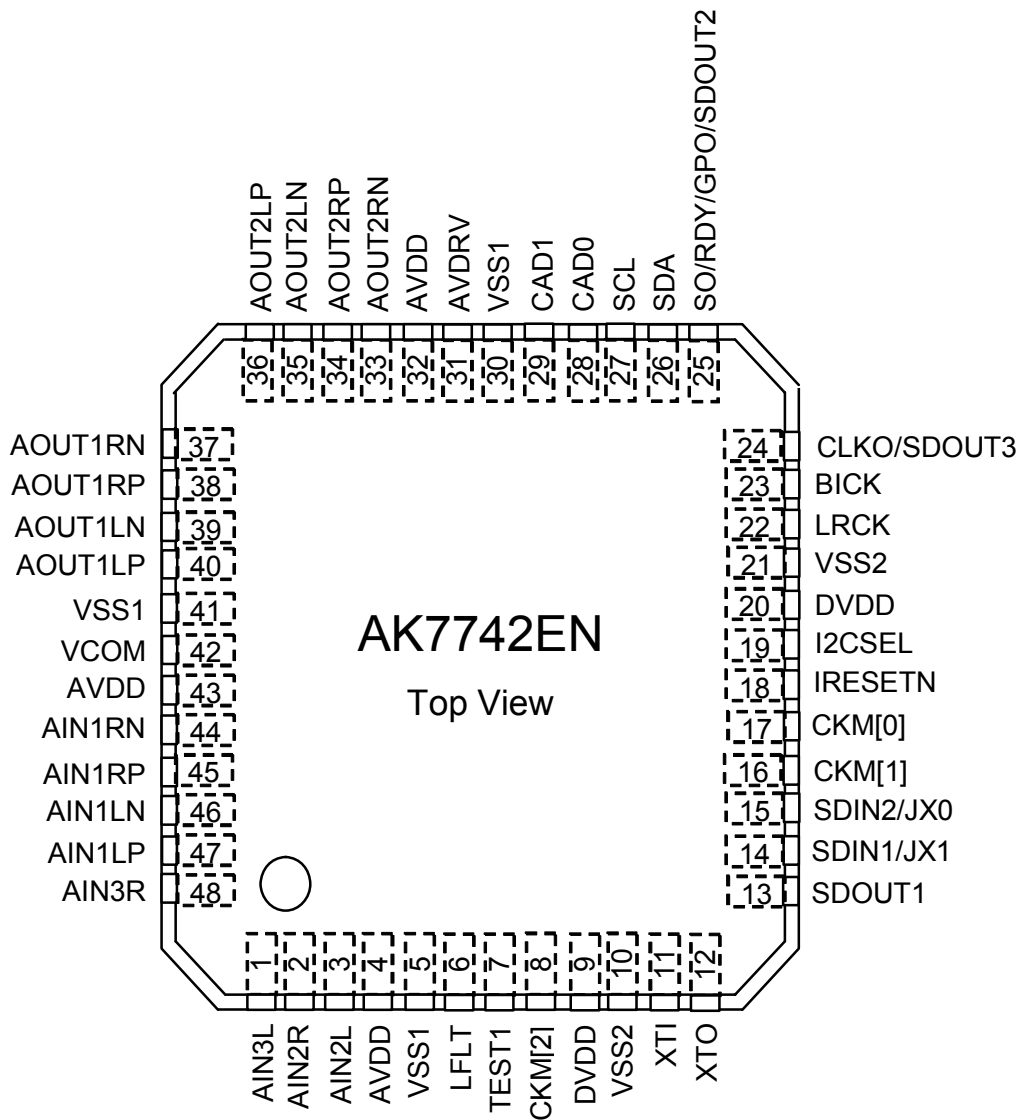 AOUT2LP
AOUT2LN
AOUT2RP
AOUT2RN
AVDD
AVDRV
VSS1
CAD1
CAD0
SCL
SDA
SO/RDY/GPO/SDOUT2
36
35
34
33
32
31
30
29
28
27
26
25
AOUT1RN 37
AOUT1RP 38
AOUT1LN 39
AOUT1LP 40
VSS1 41
VCOM 42
AVDD 43
AIN1RN 44
AIN1RP 45
AIN1LN 46
AIN1LP 47
AIN3R 48
AK7742EN
Top View
24 CLKO/SDOUT3
23 BICK
22 LRCK
21 VSS2
20 DVDD
19 I2CSEL
18 IRESETN
17 CKM[0]
16 CKM[1]
15 SDIN2/JX0
14 SDIN1/JX1
13 SDOUT1
1
2
3
4
5
6
7
8
9
10
11
12
AIN3L
AIN2R
AIN2L
AVDD
VSS1
LFLT
TEST1
CKM[2]
DVDD
VSS2
XTI
XTO